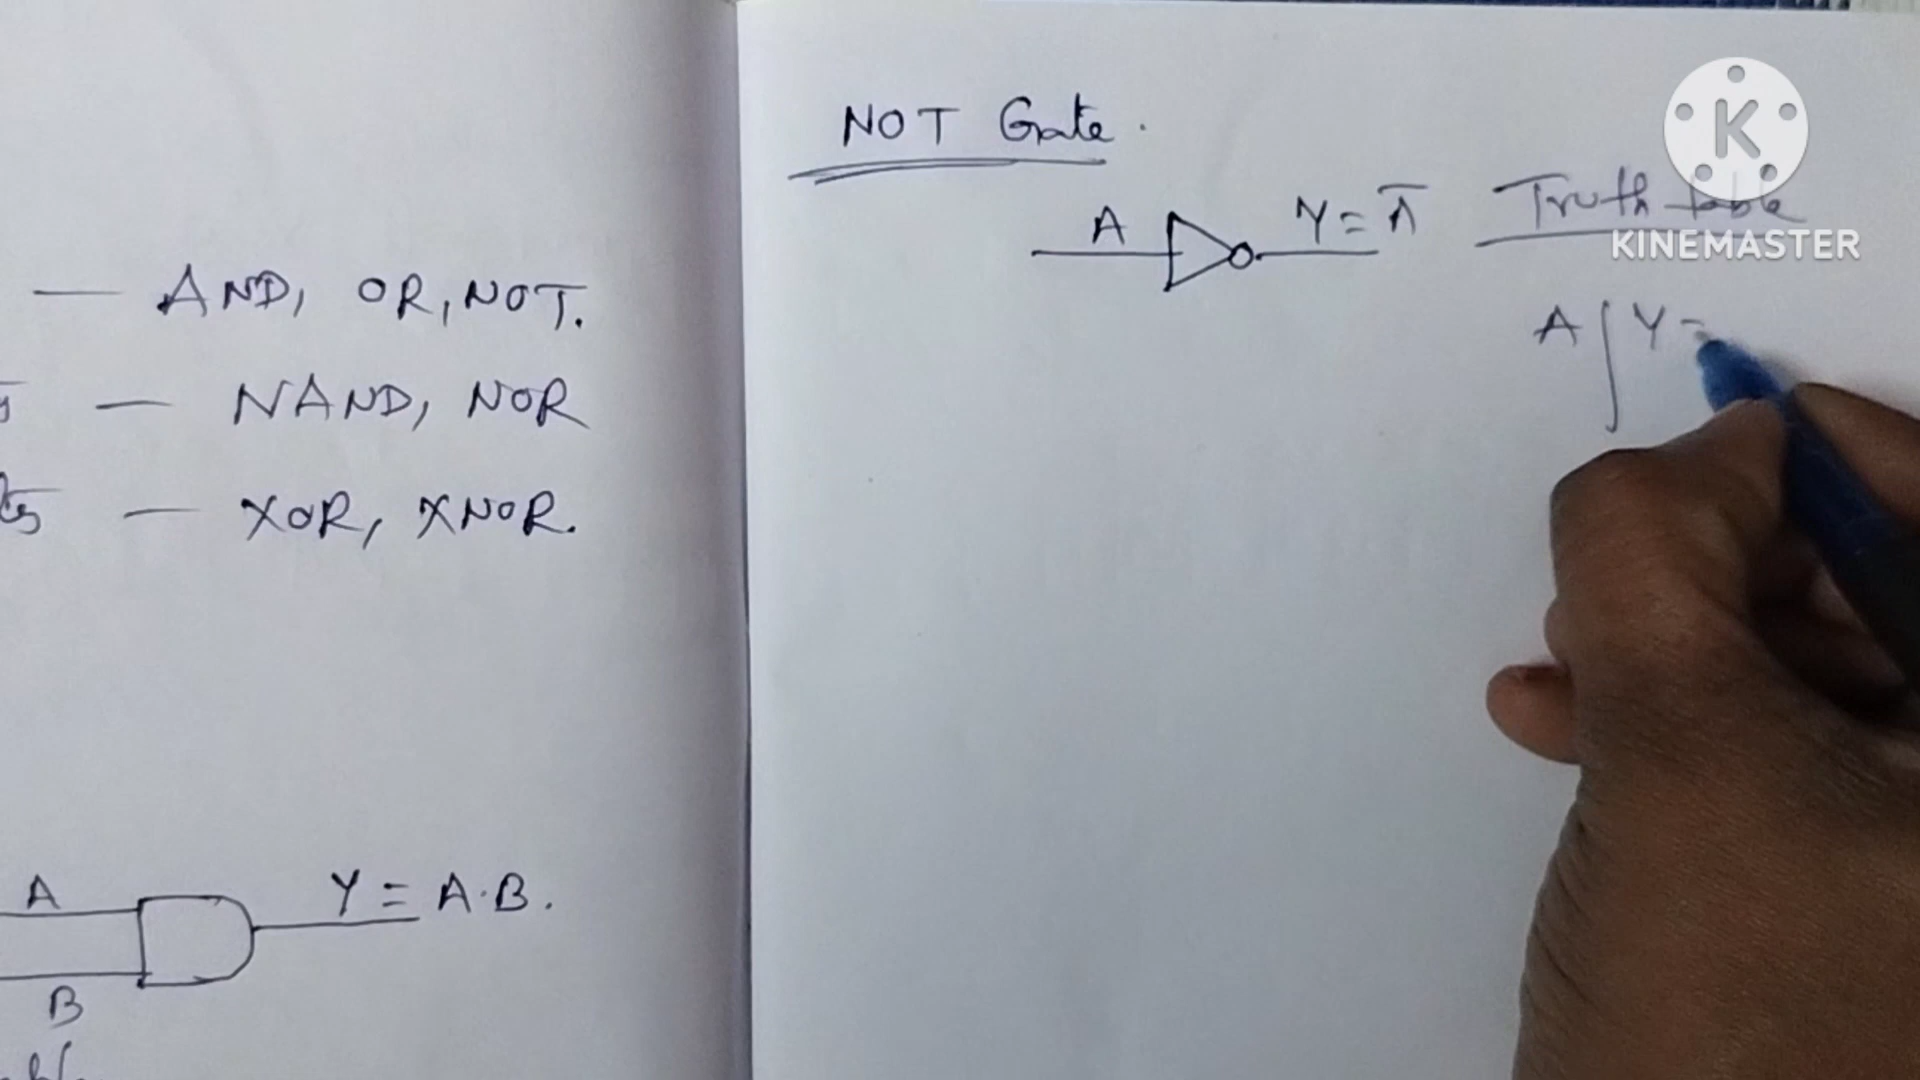 — AND, OR, NOT.
— NAND, NOR
— XOR, XNOR.
A
Y = A.B.
B
NOT Gate.
A
Y = A̅
Truth table
A Y =
K
KINEMASTER